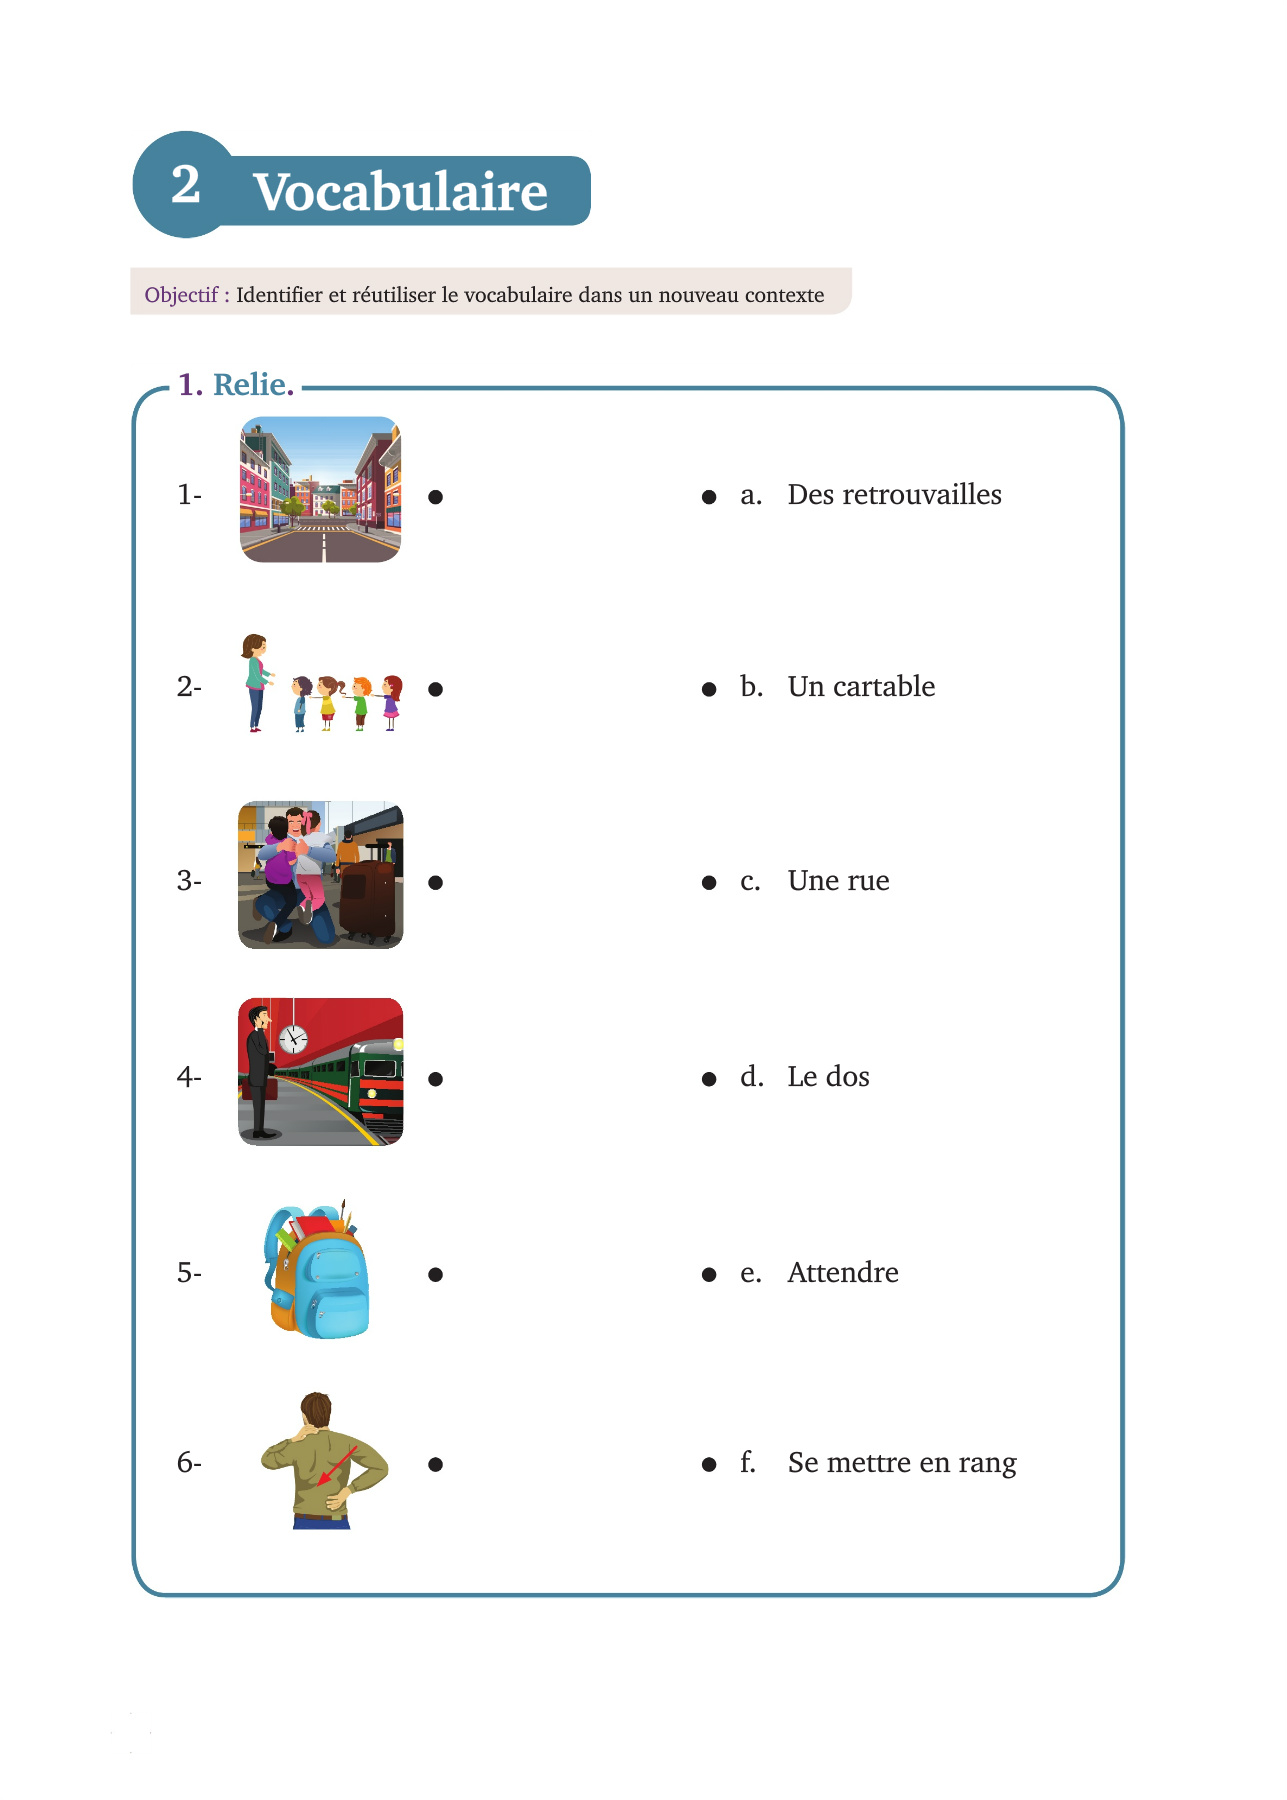 2 Vocabulaire
Objectif : Identifier et réutiliser le vocabulaire dans un nouveau contexte
1. Relie.
1- a. Des retrouvailles
2- b. Un cartable
3- c. Une rue
4- d. Le dos
5- e. Attendre
6- f. Se mettre en rang